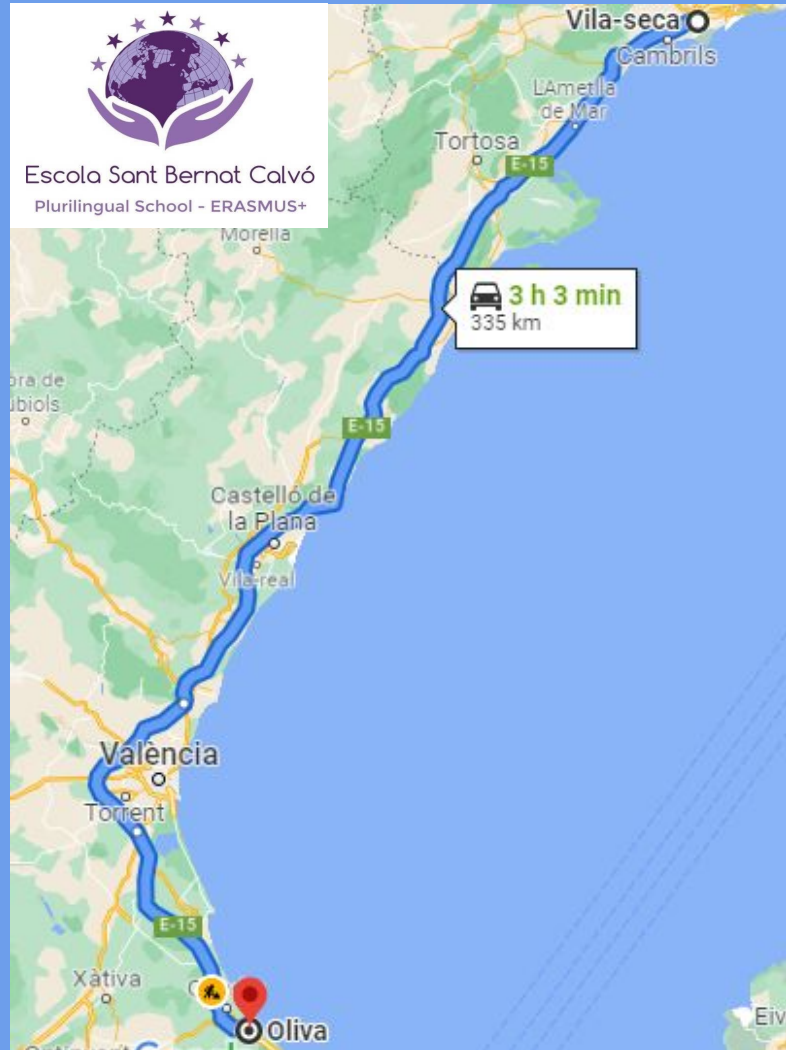 Escola Sant Bernat Calvó
Plurilingual School - ERASMUS+
Vila-seca
Cambrils
L'Ametlla
de Mar
Tortosa
E-15
Morella
3 h 3 min
335 km
E-15
Castelló de
la Plana
Vila-real
València
Torrent
E-15
Xàtiva
Oliva